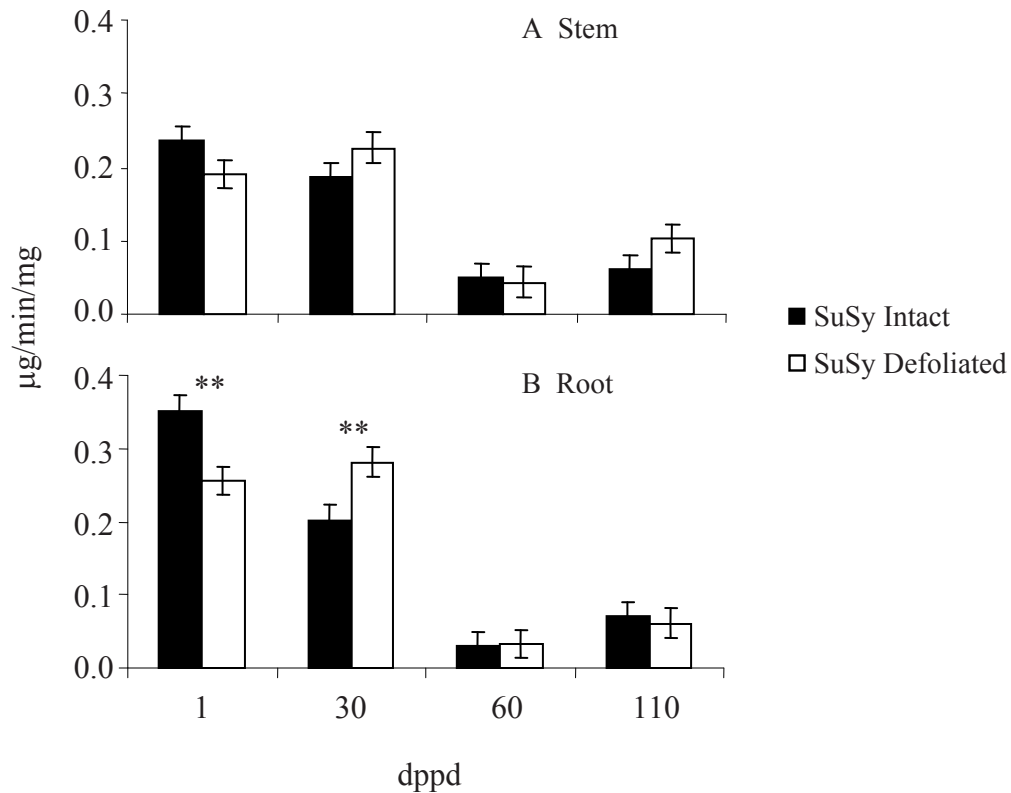 A Stem
0.4
0.3
0.2
0.1
0.0
µg/min/mg
SuSy Intact
SuSy Defoliated
B Root
0.4
0.3
0.2
0.1
0.0
**
**
1 30 60 110
dppd